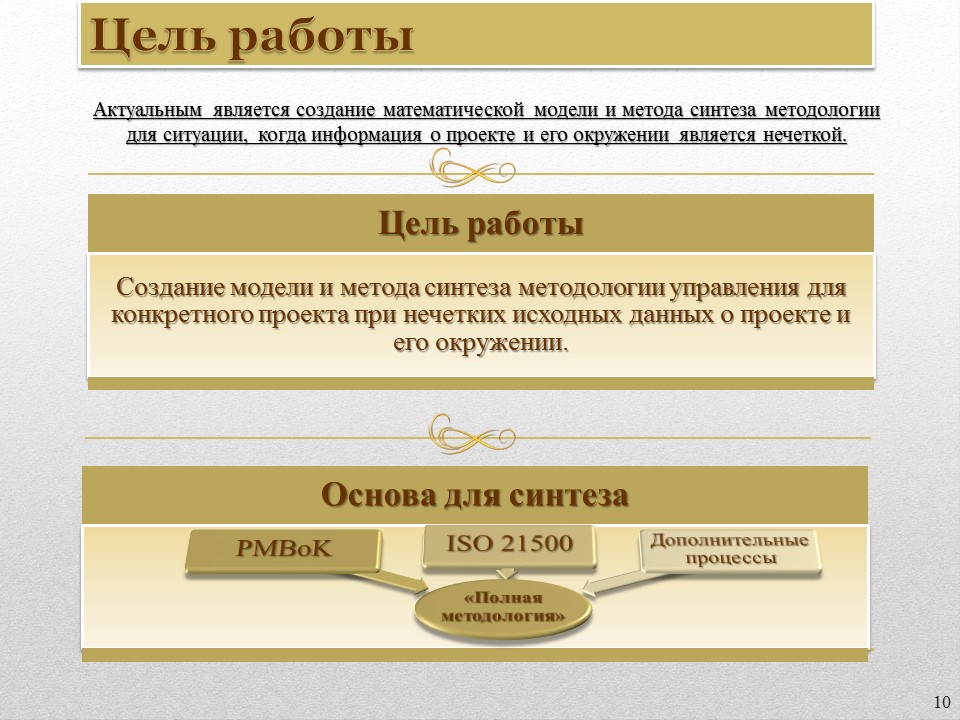 Цель работы
Актуальным является создание математической модели и метода синтеза методологии
для ситуации, когда информация о проекте и его окружении является нечеткой.
Цель работы
Создание модели и метода синтеза методологии управления для
конкретного проекта при нечетких исходных данных о проекте и
его окружении.
Основа для синтеза
PMBoK
ISO 21500
Дополнительные
процессы
«Полная
методология»
10